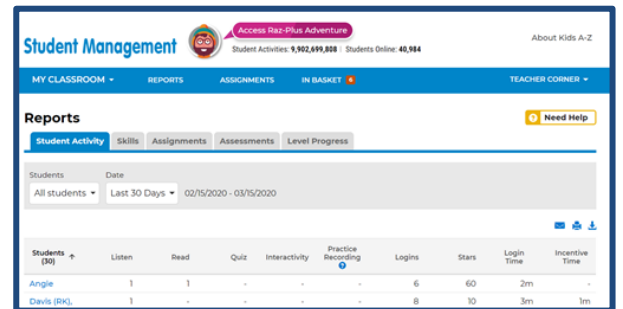 Access Raz-Plus Adventure
Student Management
Student Activities: 9,902,699,808 | Students Online: 40,984
About Kids A-Z
MY CLASSROOM REPORTS ASSIGNMENTS IN BASKET 6 TEACHER CORNER
Reports
? Need Help
Student Activity Skills Assignments Assessments Level Progress
Students Date
All students Last 30 Days 02/15/2020 - 03/15/2020
Students (30) ↑ Listen Read Quiz Interactivity Practice Recording ? Logins Stars Login Time Incentive Time
Angie 1 1 - - - 6 60 2m -
Davis (RK), 1 - - - - 8 10 3m 1m